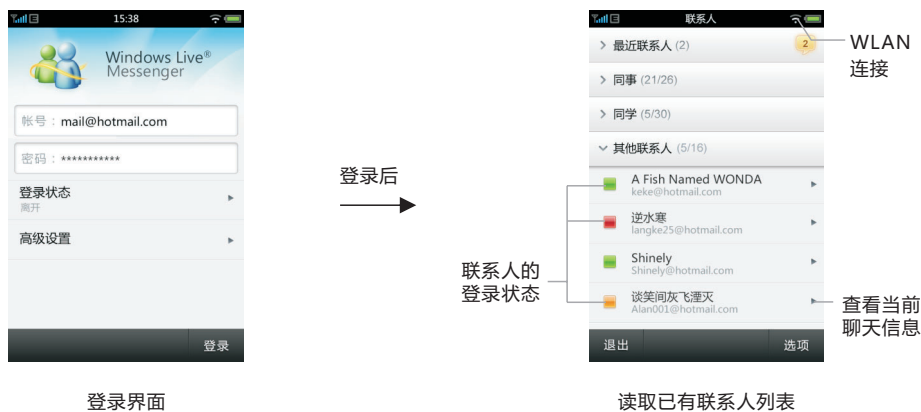 15:38
Windows Live®
Messenger
帐号：mail@hotmail.com
密码：***********
登录状态
离开
高级设置
登录
登录界面
登录后
联系人
最近联系人 (2)
2
同事 (21/26)
同学 (5/30)
其他联系人 (5/16)
A Fish Named WONDA
keke@hotmail.com
逆水寒
langke25@hotmail.com
Shinely
Shinely@hotmail.com
谈笑间灰飞湮灭
Alan001@hotmail.com
退出
选项
WLAN
连接
联系人的
登录状态
查看当前
聊天信息
读取已有联系人列表